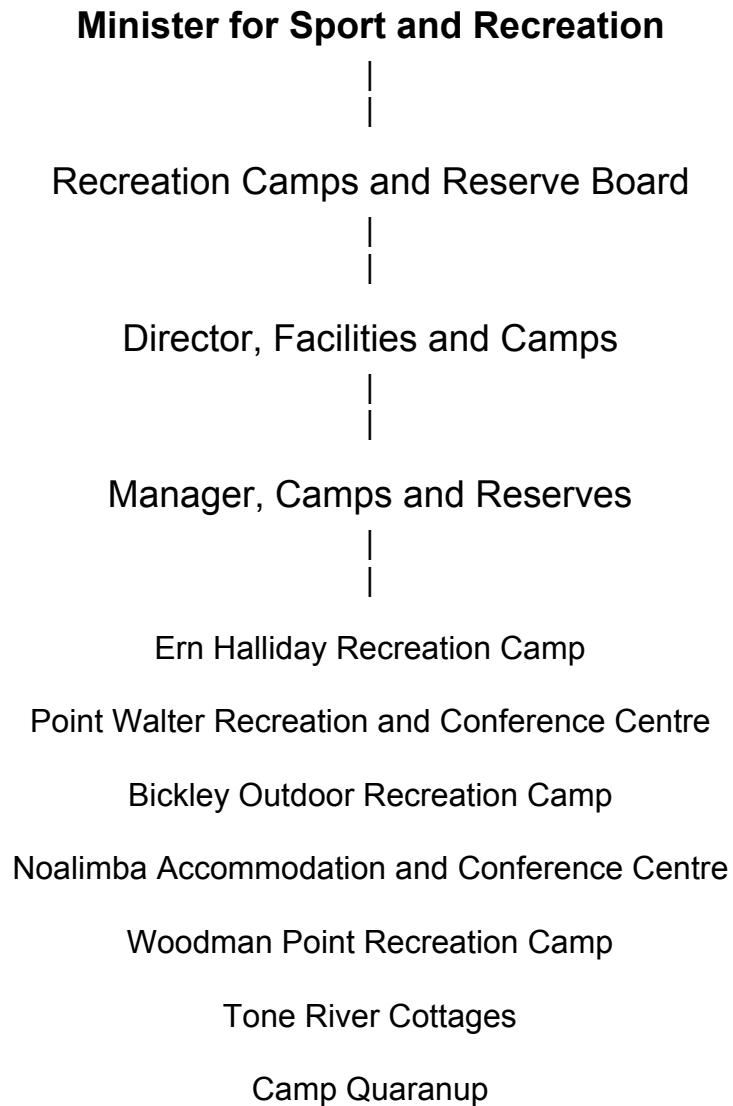 Minister for Sport and Recreation
|
|
Recreation Camps and Reserve Board
|
|
Director, Facilities and Camps
|
|
Manager, Camps and Reserves
|
|
Ern Halliday Recreation Camp
Point Walter Recreation and Conference Centre
Bickley Outdoor Recreation Camp
Noalimba Accommodation and Conference Centre
Woodman Point Recreation Camp
Tone River Cottages
Camp Quaranup